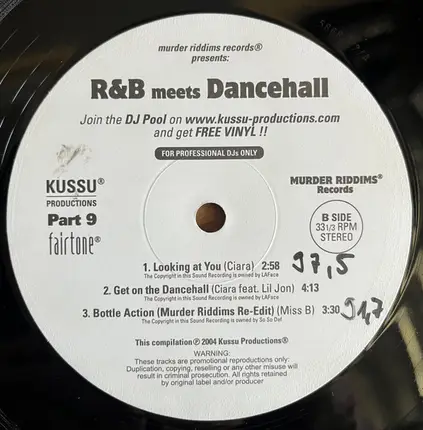 murder riddims records®
presents:
R&B meets Dancehall
Join the DJ Pool on www.kussu-productions.com
and get FREE VINYL !!
FOR PROFESSIONAL DJs ONLY
KUSSU®
PRODUCTIONS
Part 9
fairtone®
MURDER RIDDIMS®
Records
B SIDE
33 1/3 RPM
STEREO
1. Looking at You (Ciara) 2:58
The Copyright in this Sound Recording is owned by LAFace
97,5
2. Get on the Dancehall (Ciara feat. Lil Jon) 4:13
The Copyright in this Sound Recording is owned by LAFace
3. Bottle Action (Murder Riddims Re-Edit) (Miss B) 3:30
The Copyright in this Sound Recording is owned by So So Def
This compilation ℗ 2004 Kussu Productions®
WARNING:
These tracks are promotional reproductions only:
Duplication, copying, reselling or any other misuse will
result in criminal prosecution. All rights retained
by original label and/or producer